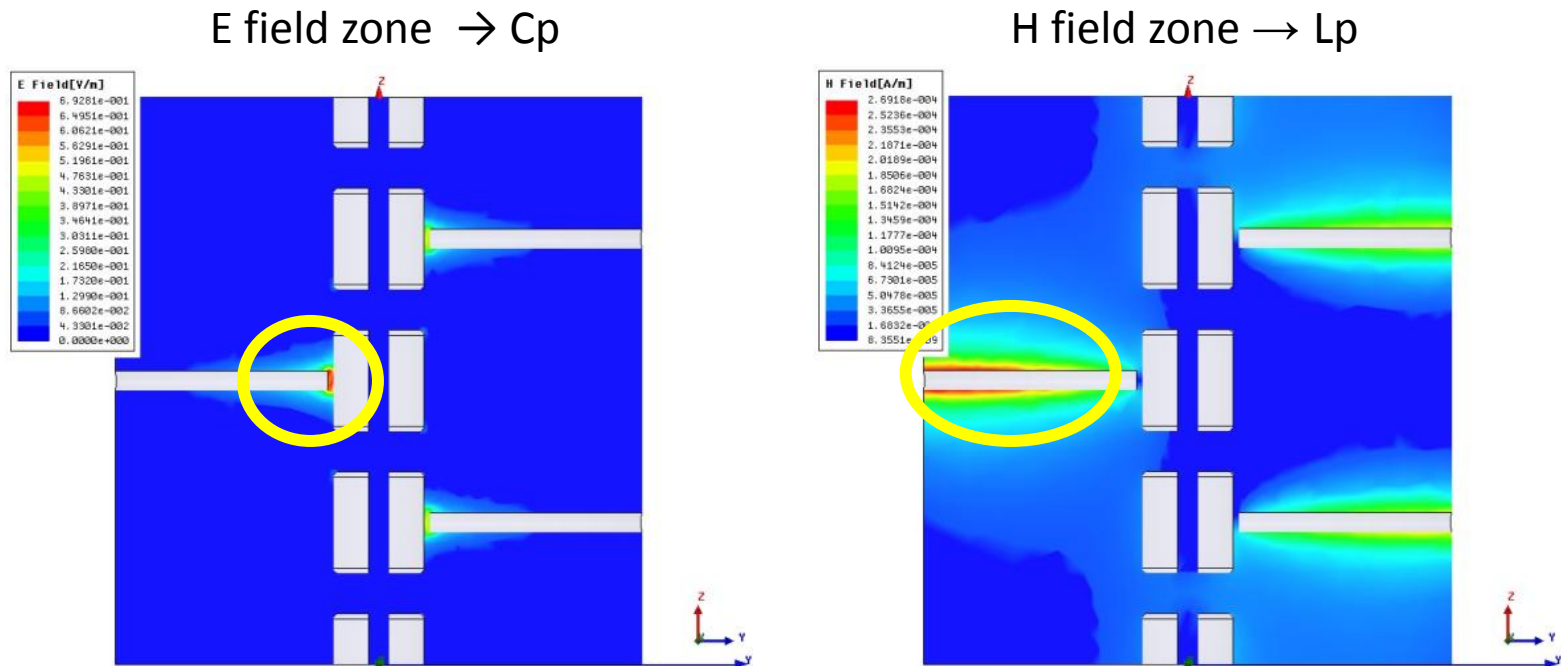 E field zone → Cp
H field zone → Lp
E Field[V/m]
6.9281e-001
6.4951e-001
6.0621e-001
5.6291e-001
5.1961e-001
4.7631e-001
4.3301e-001
3.8971e-001
3.4641e-001
3.0311e-001
2.5980e-001
2.1650e-001
1.7320e-001
1.2990e-001
8.6602e-002
4.3301e-002
0.0000e+000
Z
Z
Y
Y
H Field[A/m]
2.6918e-004
2.5236e-004
2.3553e-004
2.1871e-004
2.0189e-004
1.8506e-004
1.6824e-004
1.5142e-004
1.3459e-004
1.1777e-004
1.0095e-004
8.4124e-005
6.7301e-005
5.0478e-005
3.3655e-005
1.6832e-0
8.3551e-
Z
Z
Y
Y